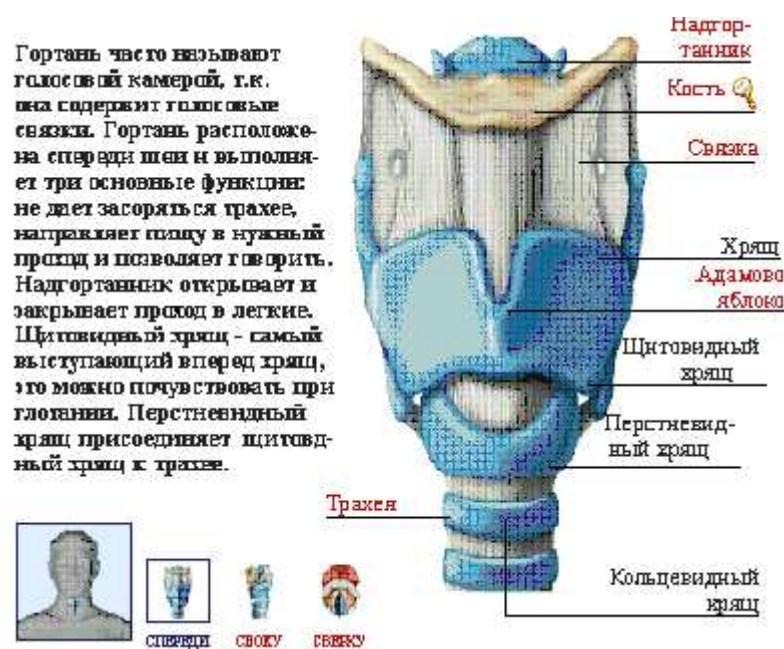 Гортань часто называют
голосовой камерой, т.к.
она содержит голосовые
связки. Гортань расположе-
на спереди шеи и выполня-
ет три основные функции:
не дает засоряться трахее,
направляет пищу в нужный
проход и позволяет говорить.
Надгортанник открывает и
закрывает проход в легкие.
Щитовидный хрящ - самый
выступающий вперед хрящ,
это можно почувствовать при
глотании. Перстневидный
хрящ присоединяет щитовд-
ный хрящ к трахее.
Надгор-
танник
Кость
Связка
Хрящ
Адамово
яблоко
Щитовидный
хрящ
Перстневид-
ный хрящ
Трахея
Кольцевидный
хрящ
СПЕРЕДИ СБОКУ СВЕРХУ